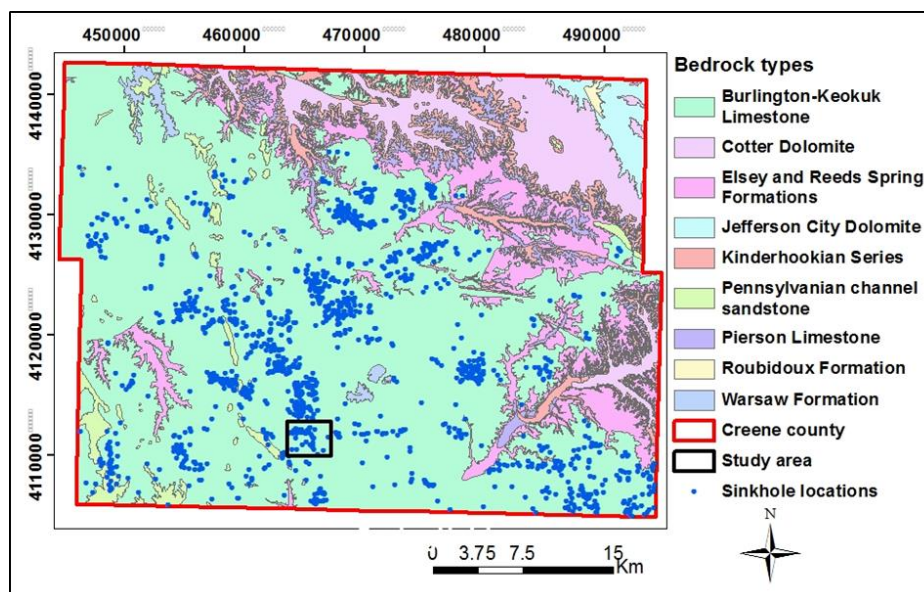 450000 460000 470000 480000 490000
4140000
4130000
4120000
4110000
Bedrock types
Burlington-Keokuk
Limestone
Cotter Dolomite
Elsey and Reeds Spring
Formations
Jefferson City Dolomite
Kinderhookian Series
Pennsylvanian channel
sandstone
Pierson Limestone
Roubidoux Formation
Warsaw Formation
Creene county
Study area
Sinkhole locations
N
0 3.75 7.5 15
Km